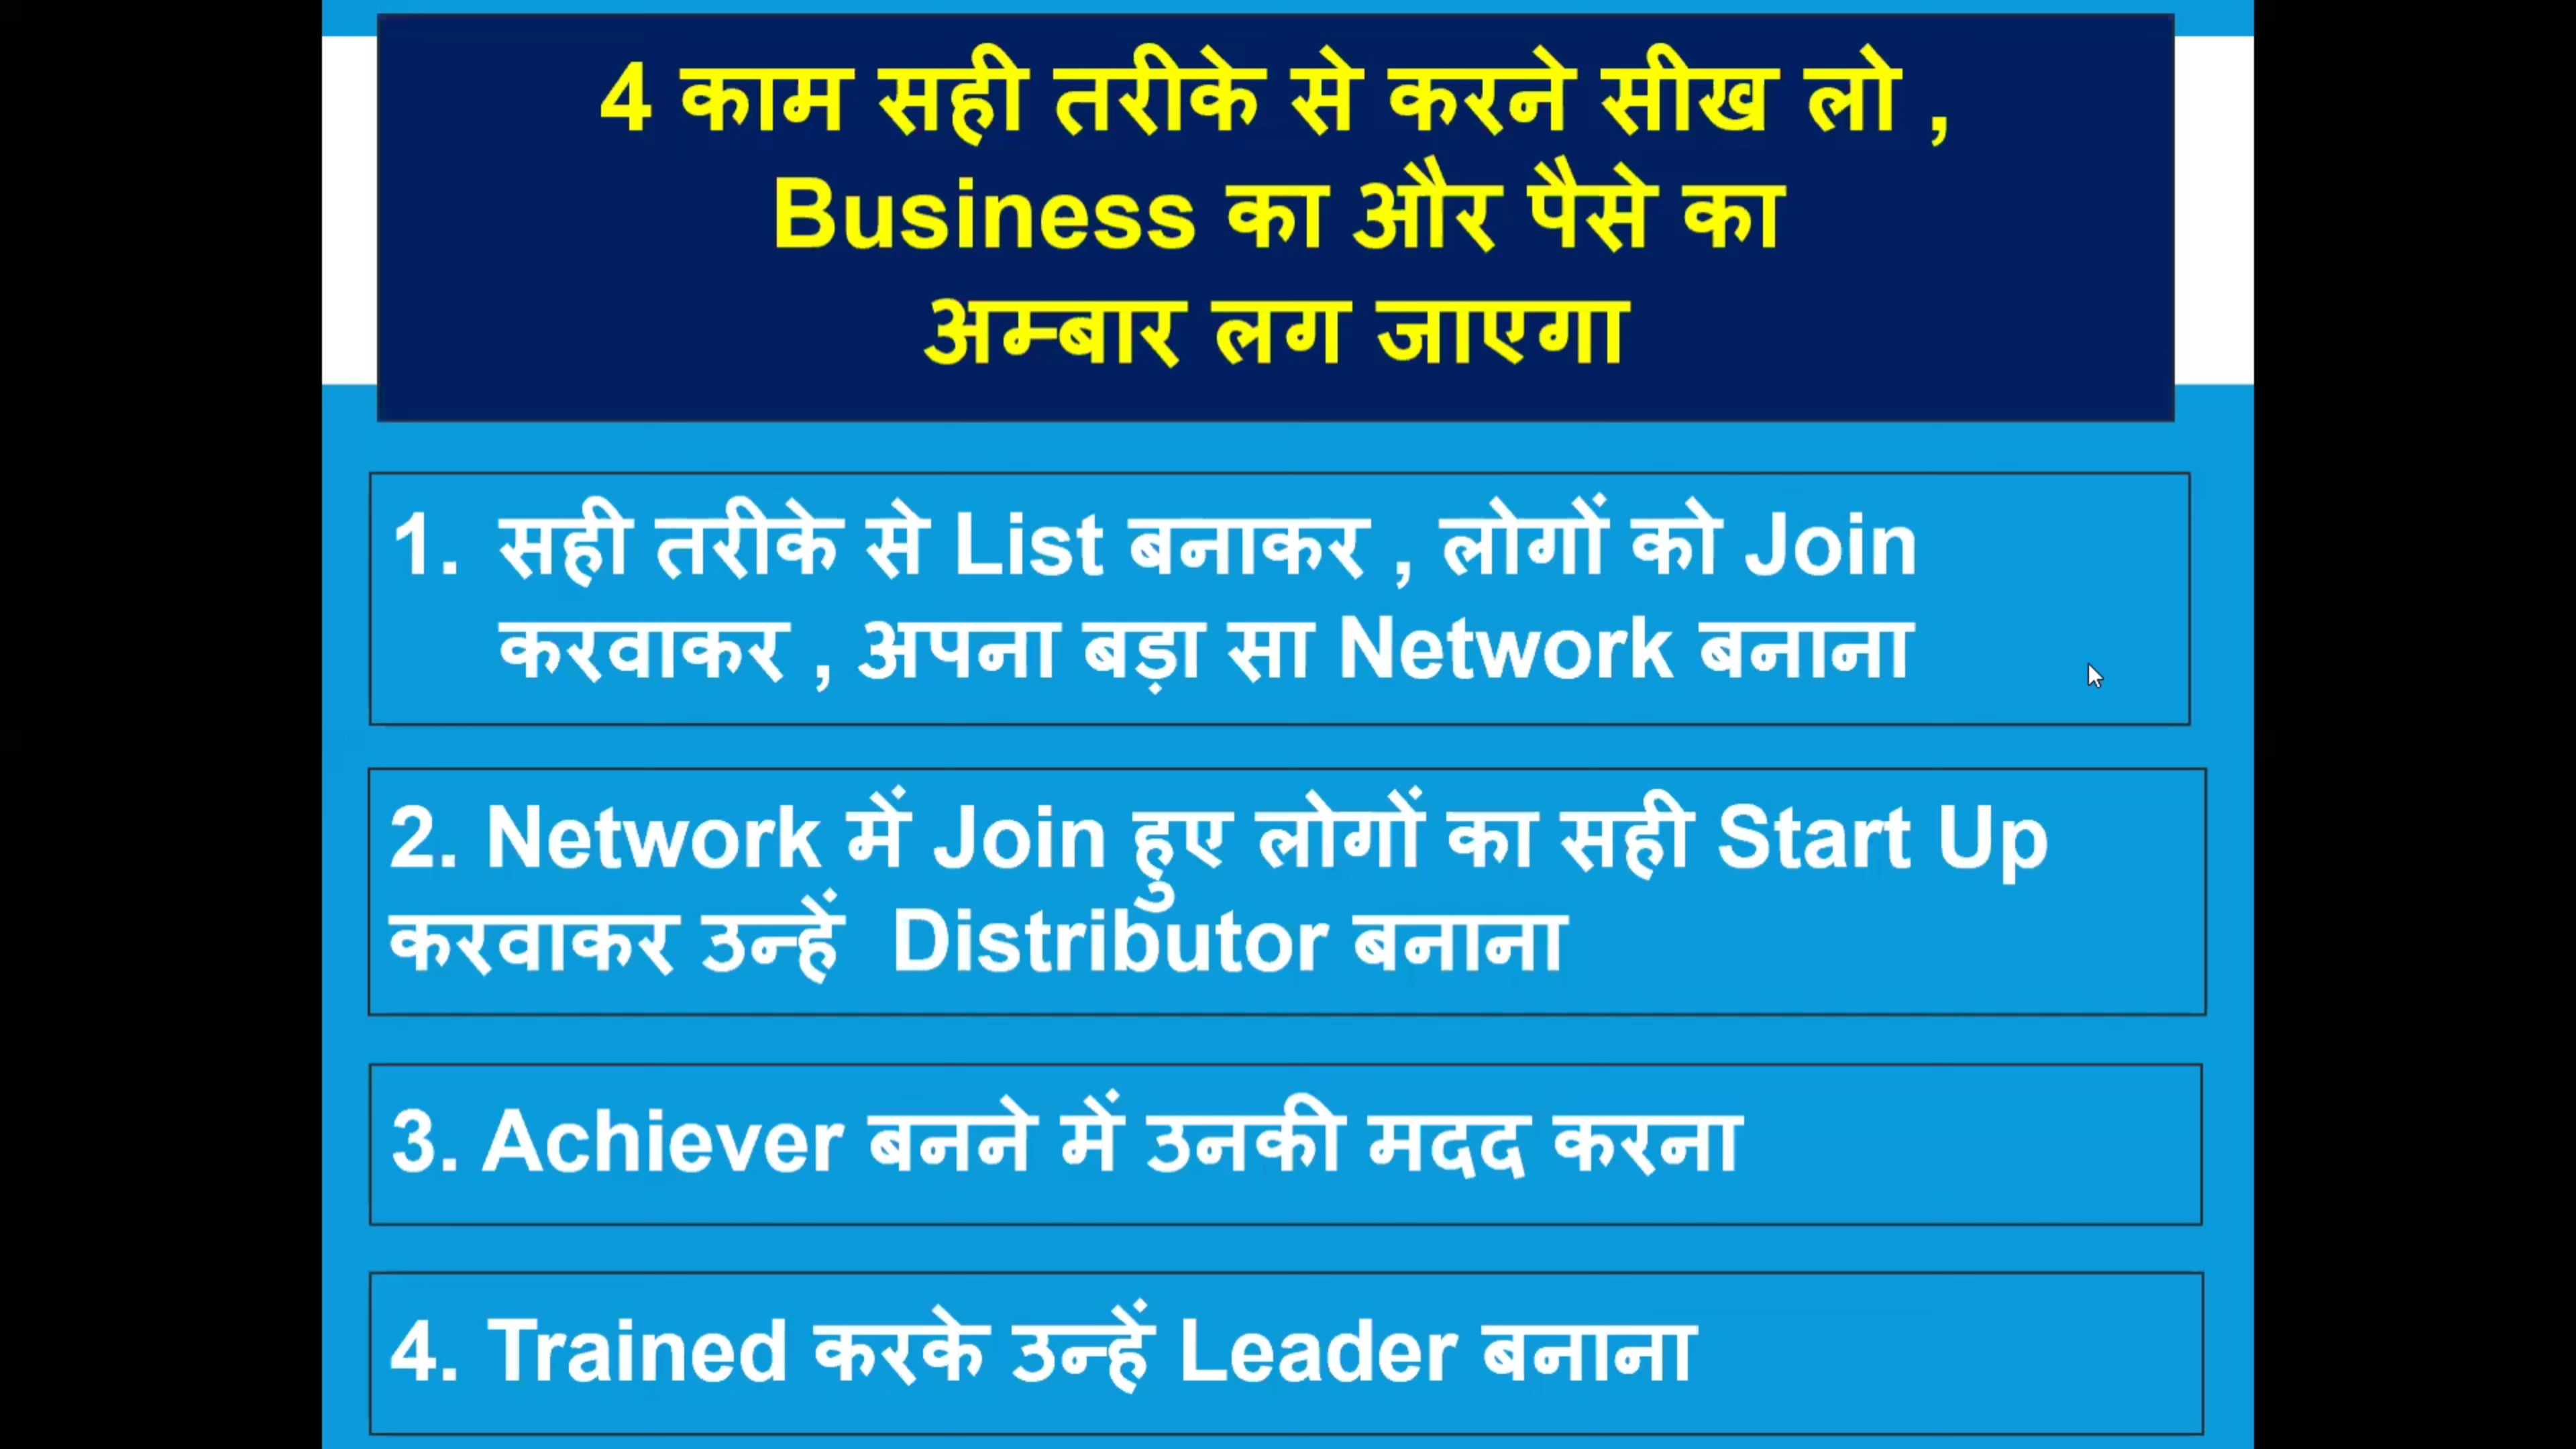 4 काम सही तरीके से करने सीख लो ,
Business का और पैसे का
अम्बार लग जाएगा
1. सही तरीके से List बनाकर , लोगों को Join
करवाकर , अपना बड़ा सा Network बनाना
2. Network में Join हुए लोगों का सही Start Up
करवाकर उन्हें Distributor बनाना
3. Achiever बनने में उनकी मदद करना
4. Trained करके उन्हें Leader बनाना